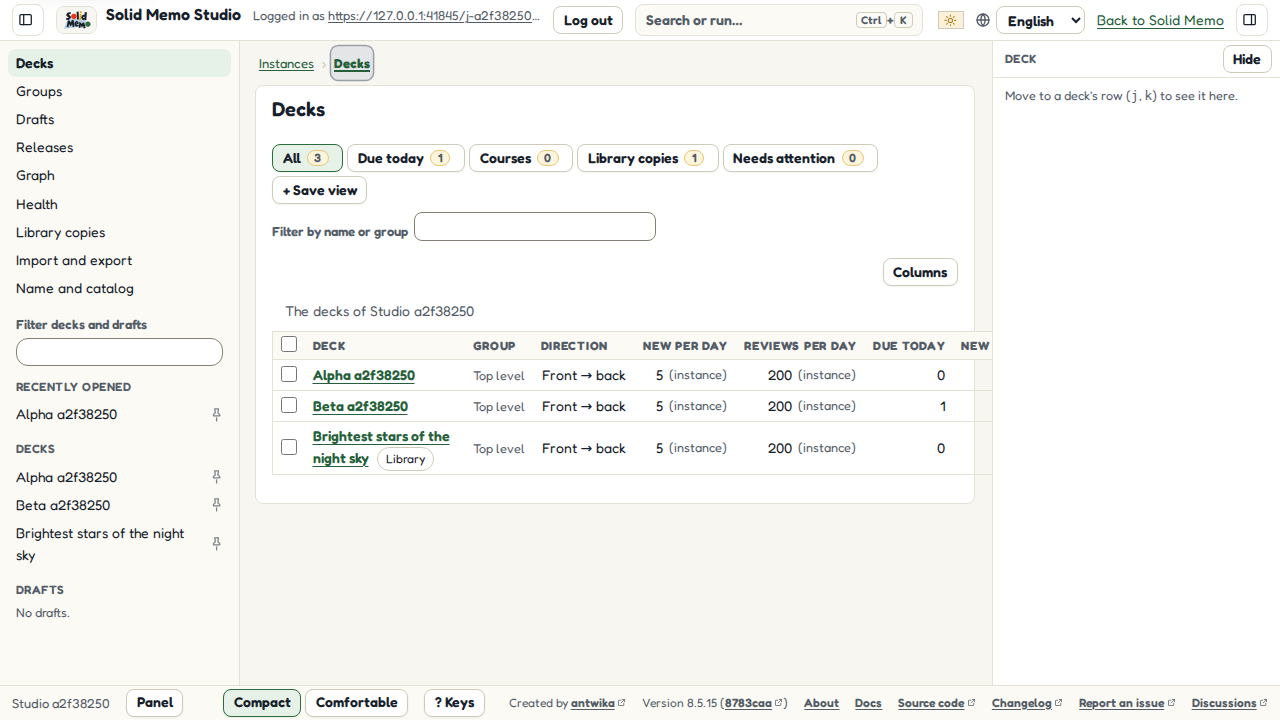 Solid Memo
Solid Memo Studio
Logged in as https://127.0.0.1:41845/j-a2f38250…
Log out
Search or run…
Ctrl+K
English
Back to Solid Memo
Decks
Groups
Drafts
Releases
Graph
Health
Library copies
Import and export
Name and catalog
Filter decks and drafts
RECENTLY OPENED
Alpha a2f38250
DECKS
Alpha a2f38250
Beta a2f38250
Brightest stars of the night
sky
DRAFTS
No drafts.
Instances › Decks
Decks
All 3
Due today 1
Courses 0
Library copies 1
Needs attention 0
+ Save view
Filter by name or group
Columns
The decks of Studio a2f38250
DECK GROUP DIRECTION NEW PER DAY REVIEWS PER DAY DUE TODAY NEW
Alpha a2f38250 Top level Front → back 5 (instance) 200 (instance) 0
Beta a2f38250 Top level Front → back 5 (instance) 200 (instance) 1
Brightest stars of the
night sky Library Top level Front → back 5 (instance) 200 (instance) 0
DECK
Hide
Move to a deck's row (j, k) to see it here.
Studio a2f38250
Panel
Compact
Comfortable
? Keys
Created by antwika
Version 8.5.15 (8783caa)
About
Docs
Source code
Changelog
Report an issue
Discussions